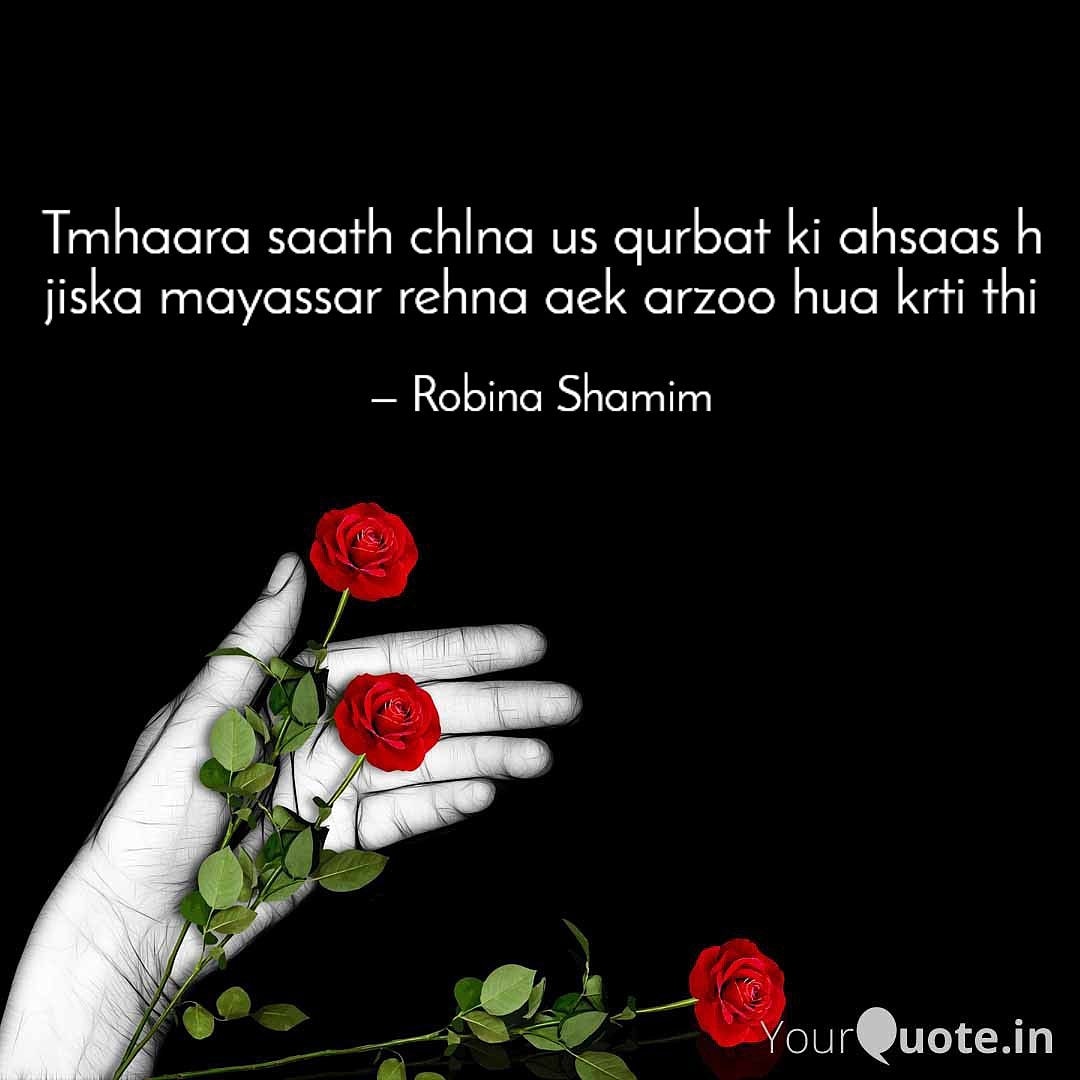 Tmhaara saath chlna us qurbat ki ahsaas h
jiska mayassar rehna aek arzoo hua krti thi
– Robina Shamim
YourQuote.in